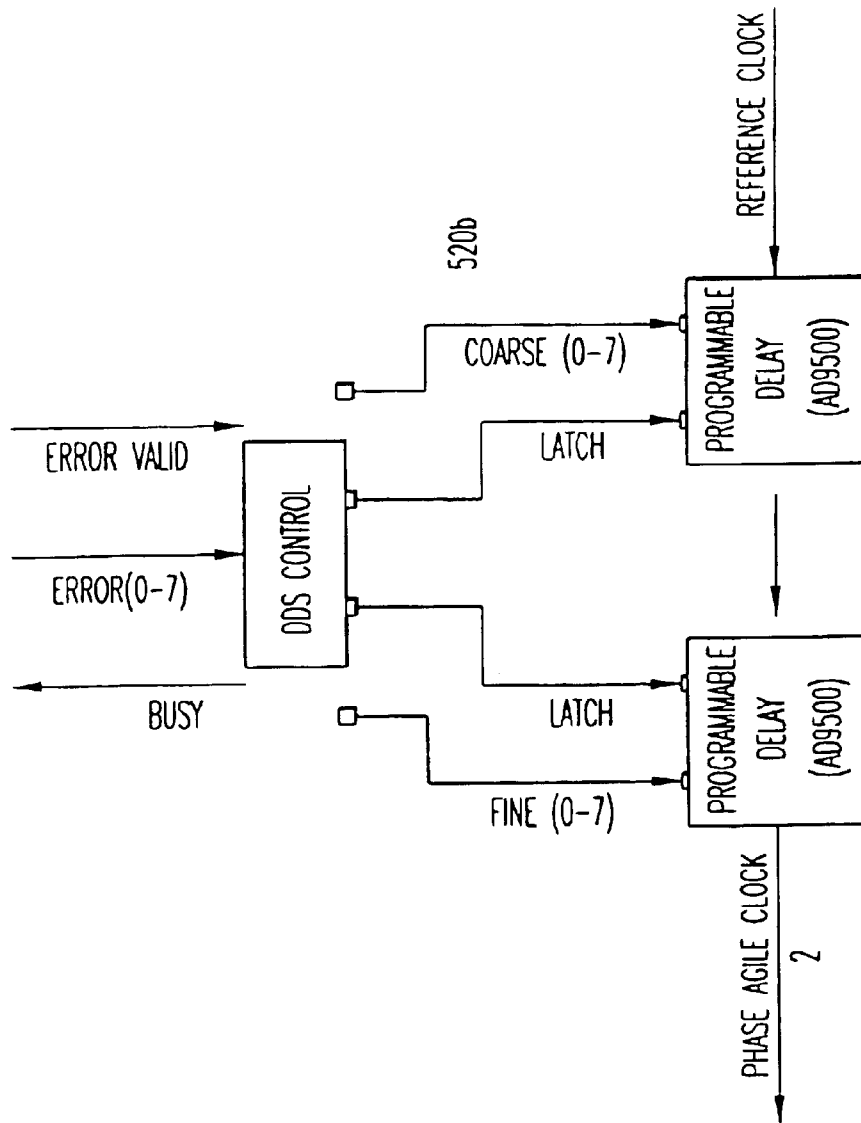 BUSY
ERROR(0-7)
ERROR VALID
DDS CONTROL
520b
FINE (0-7)
LATCH
LATCH
COARSE (0-7)
PHASE AGILE CLOCK
2
PROGRAMMABLE
DELAY
(AD9500)
PROGRAMMABLE
DELAY
(AD9500)
REFERENCE CLOCK